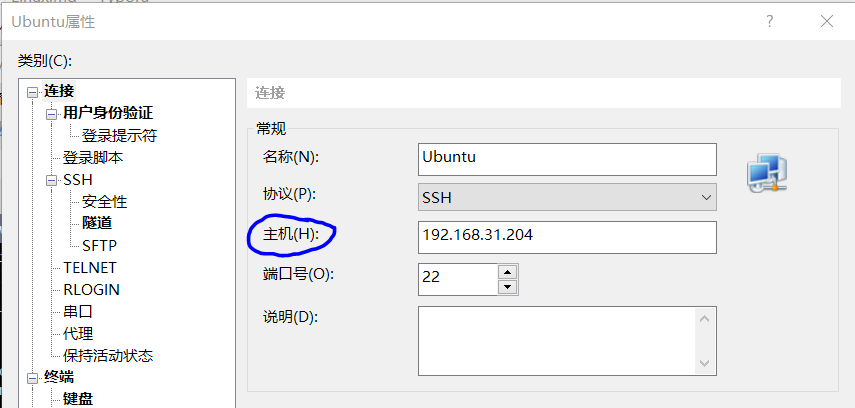 Ubuntu属性
类别(C):
连接
用户身份验证
登录提示符
登录脚本
SSH
安全性
隧道
SFTP
TELNET
RLOGIN
串口
代理
保持活动状态
终端
键盘
连接
常规
名称(N):
Ubuntu
协议(P):
SSH
主机(H):
192.168.31.204
端口号(O):
22
说明(D):